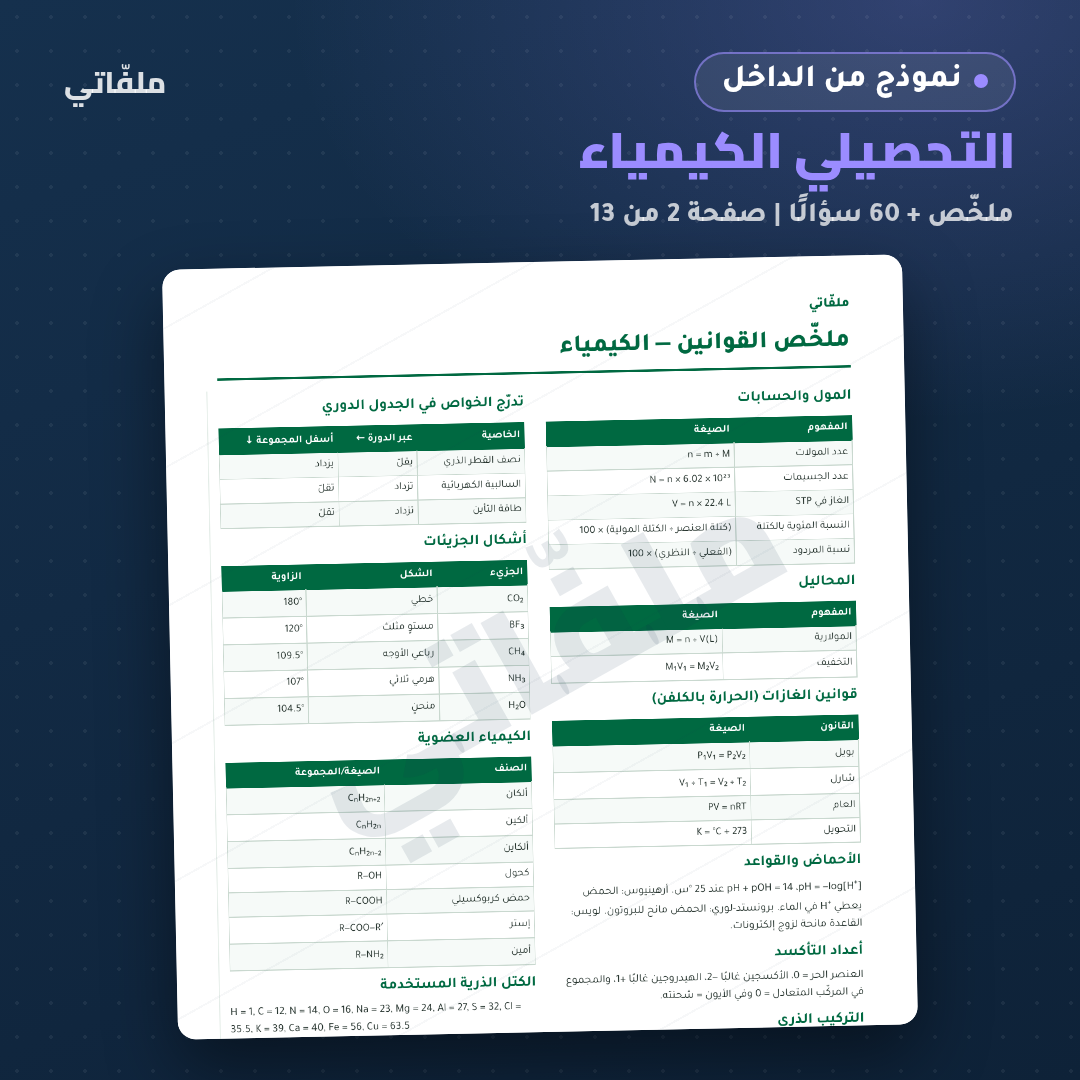 ملفّاتي
نموذج من الداخل
التحصيلي الكيمياء
ملخّص + 60 سؤالًا | صفحة 2 من 13
ملفّاتي
ملخّص القوانين — الكيمياء
المول والحسابات
المفهوم الصيغة
عدد المولات n = m ÷ M
عدد الجسيمات N = n × 6.02 × 10²³
الغاز في STP V = n × 22.4 L
النسبة المئوية بالكتلة (كتلة العنصر ÷ الكتلة المولية) × 100
نسبة المردود (الفعلي ÷ النظري) × 100
المحاليل
المفهوم الصيغة
المولارية M = n ÷ V(L)
التخفيف M₁V₁ = M₂V₂
قوانين الغازات (الحرارة بالكلفن)
القانون الصيغة
بويل P₁V₁ = P₂V₂
شارل V₁ ÷ T₁ = V₂ ÷ T₂
العام PV = nRT
التحويل K = °C + 273
الأحماض والقواعد
pH + pOH = 14 ،pH = −log[H⁺] عند 25 °س. أرهينيوس: الحمض
يعطي H⁺ في الماء. برونستد-لوري: الحمض مانح للبروتون. لويس:
القاعدة مانحة لزوج إلكترونات.
أعداد التأكسد
العنصر الحر = 0، الأكسجين غالبًا −2، الهيدروجين غالبًا +1، والمجموع
في المركّب المتعادل = 0 وفي الأيون = شحنته.
التركيب الذري
تدرّج الخواص في الجدول الدوري
الخاصية عبر الدورة ← أسفل المجموعة ↓
نصف القطر الذري يقلّ يزداد
السالبية الكهربائية تزداد تقلّ
طاقة التأين تزداد تقلّ
أشكال الجزيئات
الجزيء الشكل الزاوية
CO₂ خطي 180°
BF₃ مستوٍ مثلث 120°
CH₄ رباعي الأوجه 109.5°
NH₃ هرمي ثلاثي 107°
H₂O منحنٍ 104.5°
الكيمياء العضوية
الصنف الصيغة/المجموعة
ألكان CₙH₂ₙ₊₂
ألكين CₙH₂ₙ
ألكاين CₙH₂ₙ₋₂
كحول R–OH
حمض كربوكسيلي R–COOH
إستر R–COO–R′
أمين R–NH₂
الكتل الذرية المستخدمة
H = 1, C = 12, N = 14, O = 16, Na = 23, Mg = 24, Al = 27, S = 32, Cl =
35.5, K = 39, Ca = 40, Fe = 56, Cu = 63.5
ملفّاتي